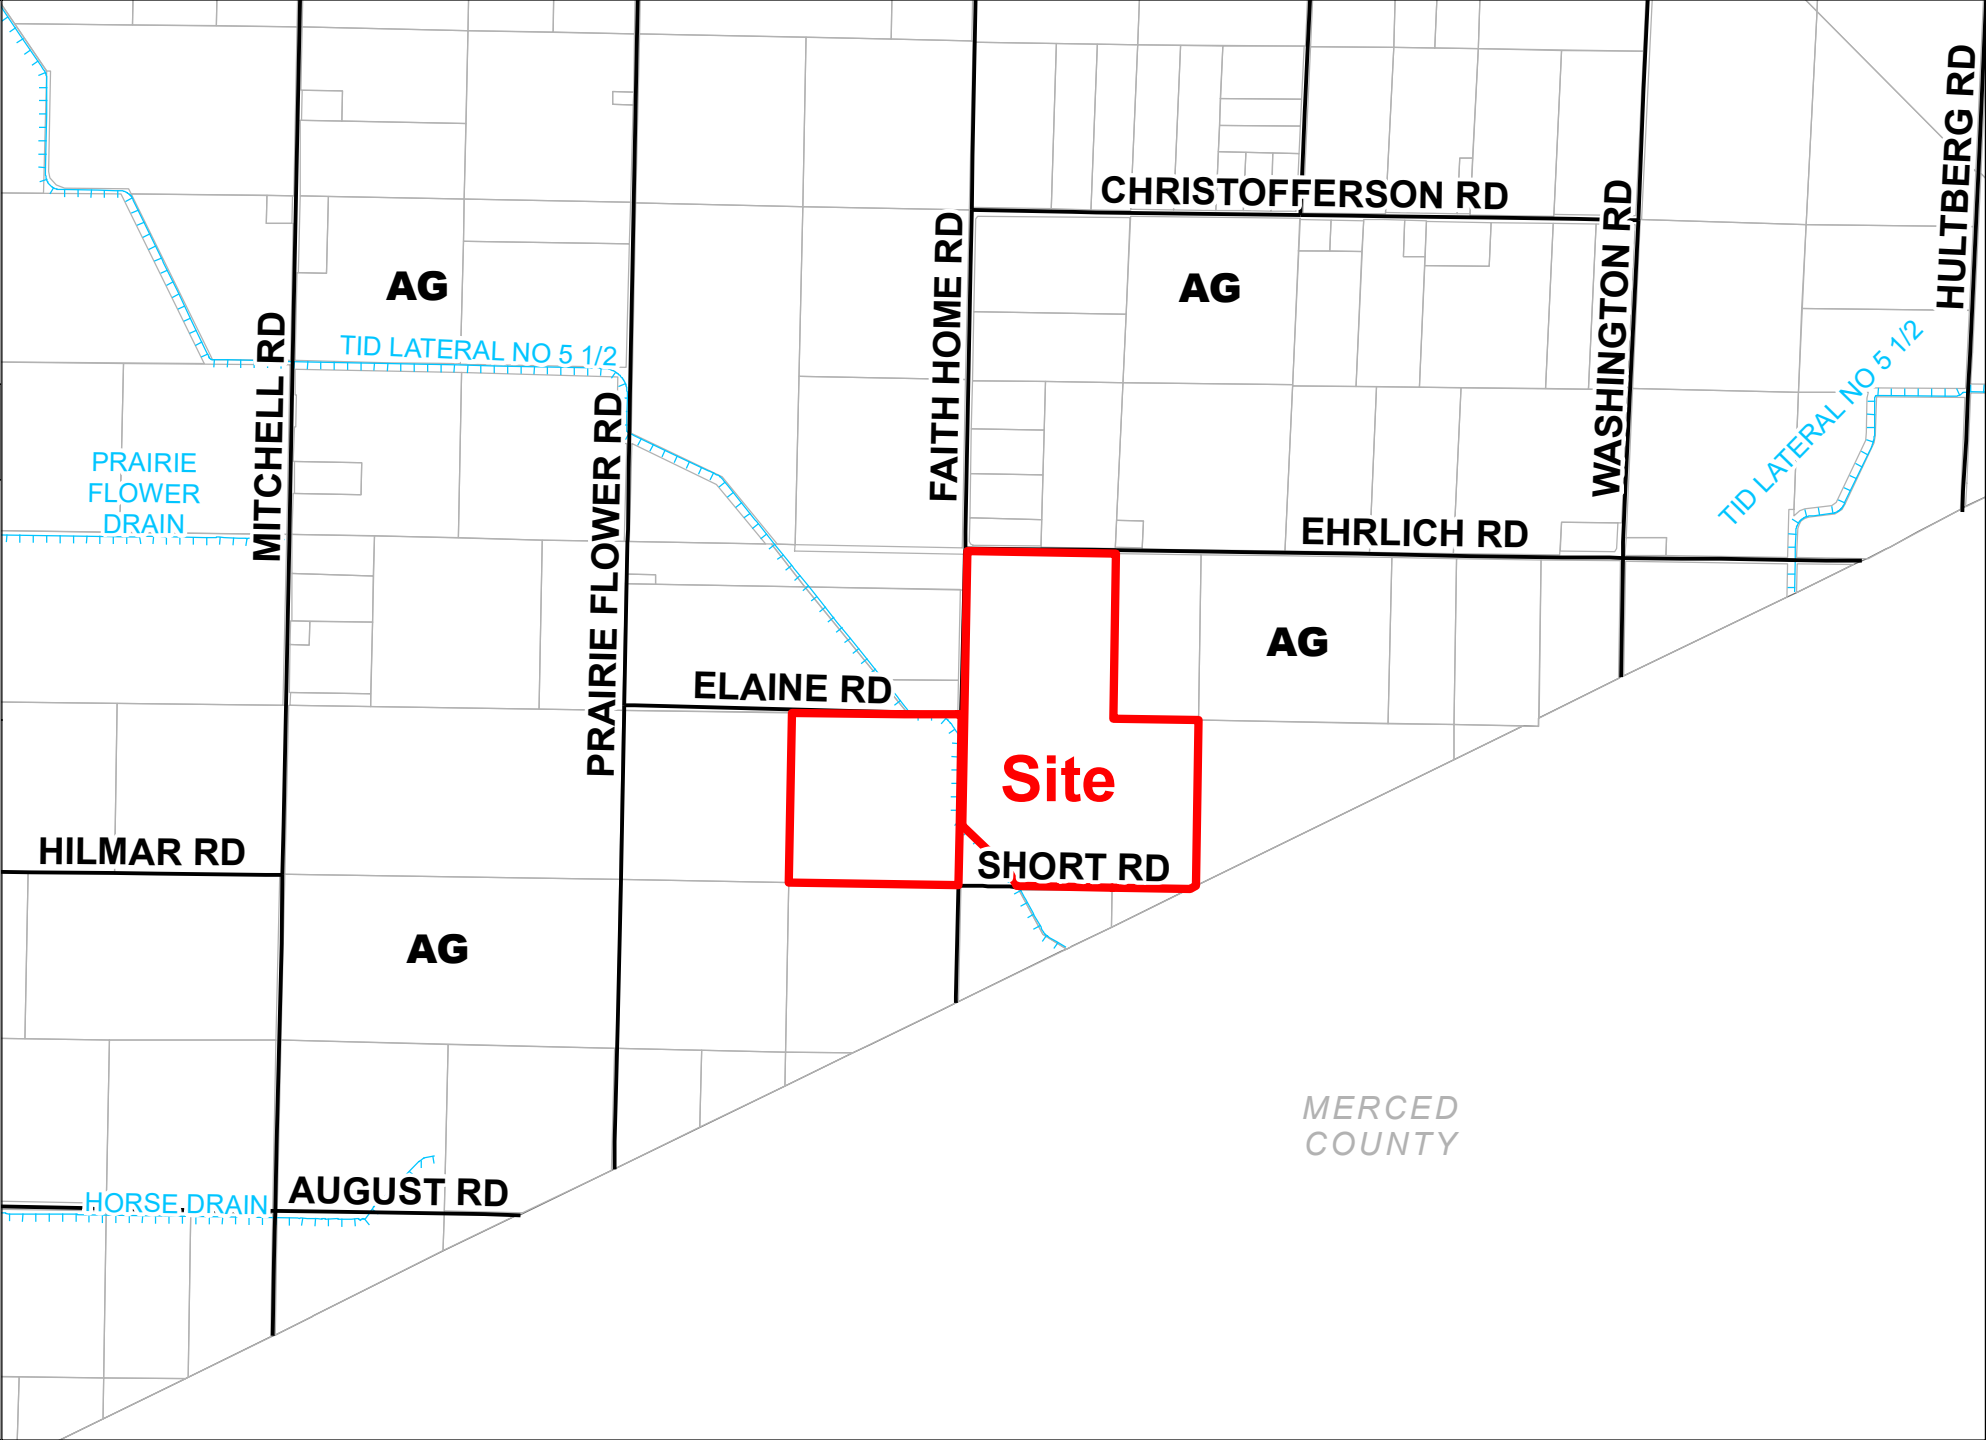 HULTBERG RD
CHRISTOFFERSON RD
WASHINGTON RD
FAITH HOME RD
AG
AG
MITCHELL RD
TID LATERAL NO 5 1/2
TID LATERAL NO 5 1/2
PRAIRIE FLOWER RD
PRAIRIE
FLOWER
DRAIN
EHRLICH RD
AG
ELAINE RD
Site
HILMAR RD
SHORT RD
AG
MERCED
COUNTY
HORSE DRAIN
AUGUST RD